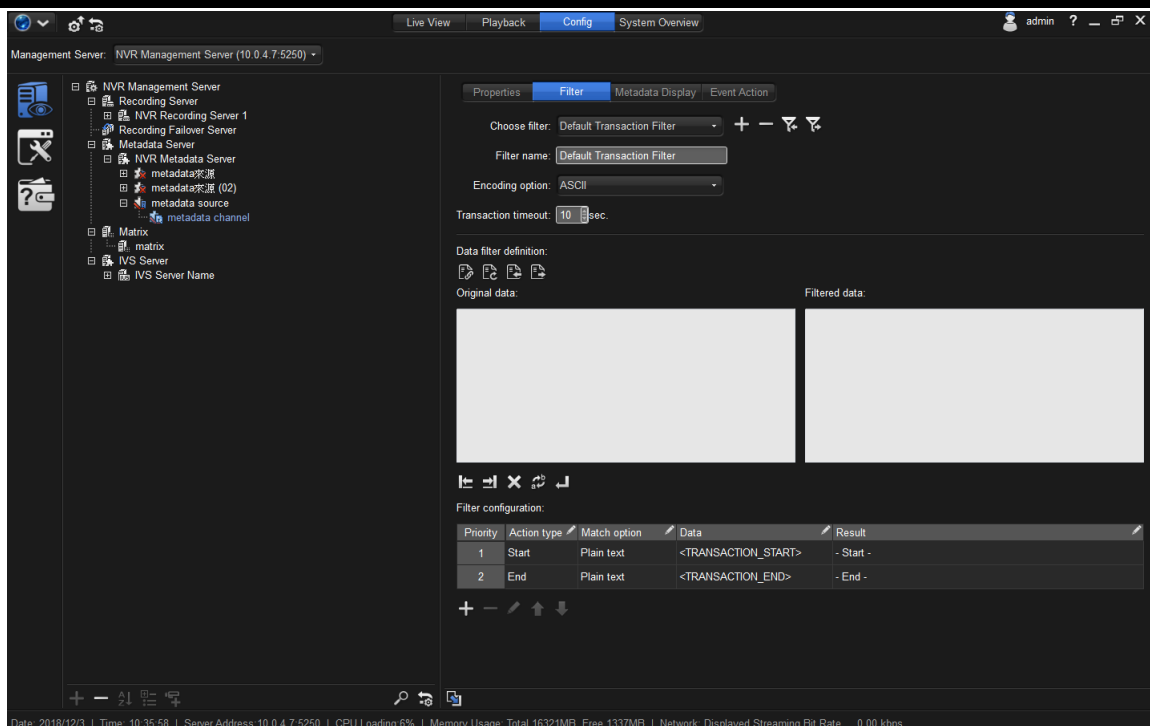 Live View Playback Config System Overview admin ?
Management Server: NVR Management Server (10.0.4.7:5250)
NVR Management Server
Recording Server
NVR Recording Server 1
Recording Failover Server
Metadata Server
NVR Metadata Server
metadata來源
metadata來源 (02)
metadata source
metadata channel
Matrix
matrix
IVS Server
IVS Server Name
Properties Filter Metadata Display Event Action
Choose filter: Default Transaction Filter
Filter name: Default Transaction Filter
Encoding option: ASCII
Transaction timeout: 10 sec.
Data filter definition:
Original data: Filtered data:
Filter configuration:
Priority Action type Match option Data Result
1 Start Plain text <TRANSACTION_START> - Start -
2 End Plain text <TRANSACTION_END> - End -
Date: 2018/12/3 | Time: 10:35:58 | Server Address:10.0.4.7:5250 | CPU Loading:6% | Memory Usage: Total 16321MB, Free 1337MB | Network: Displayed Streaming Bit Rate 0.00 kbps